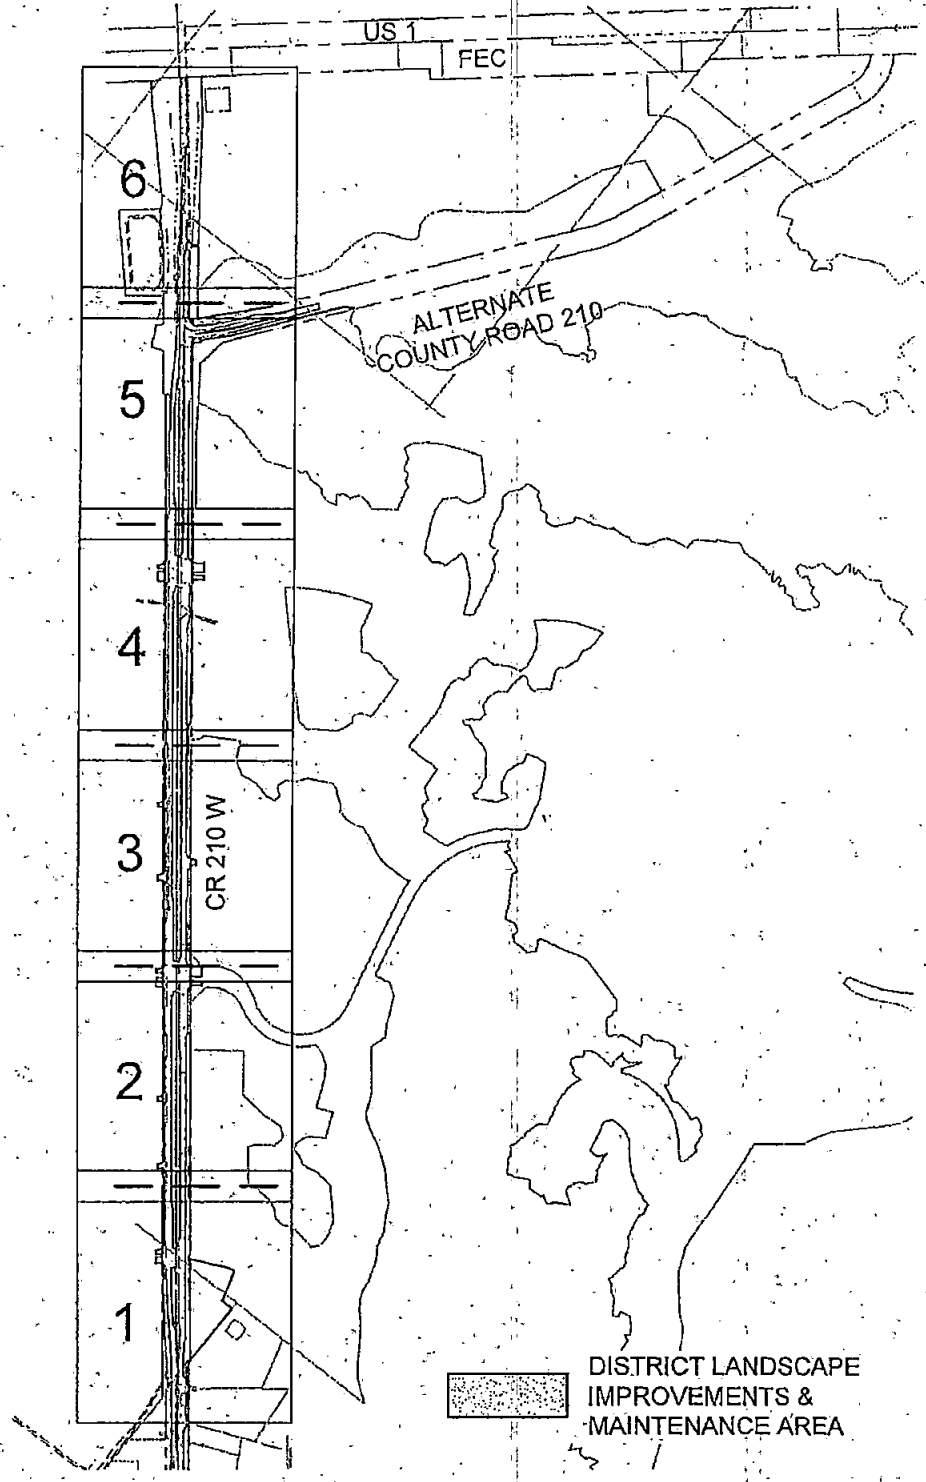 US 1
FEC
6
ALTERNATE
COUNTY ROAD 210
5
4
3
CR 210 W
2
1
DISTRICT LANDSCAPE
IMPROVEMENTS &
MAINTENANCE AREA